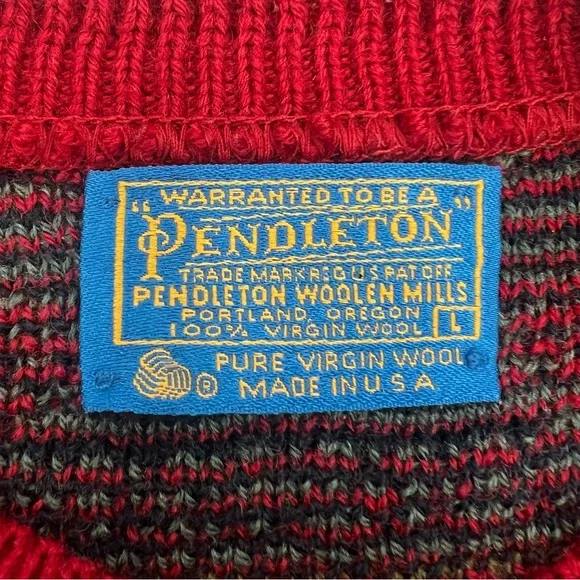 WARRANTED TO BE A
"PENDLETON"
TRADE MARK REG U S PAT OFF
PENDLETON WOOLEN MILLS
PORTLAND, OREGON
100% VIRGIN WOOL L
PURE VIRGIN WOOL
® MADE IN U S A